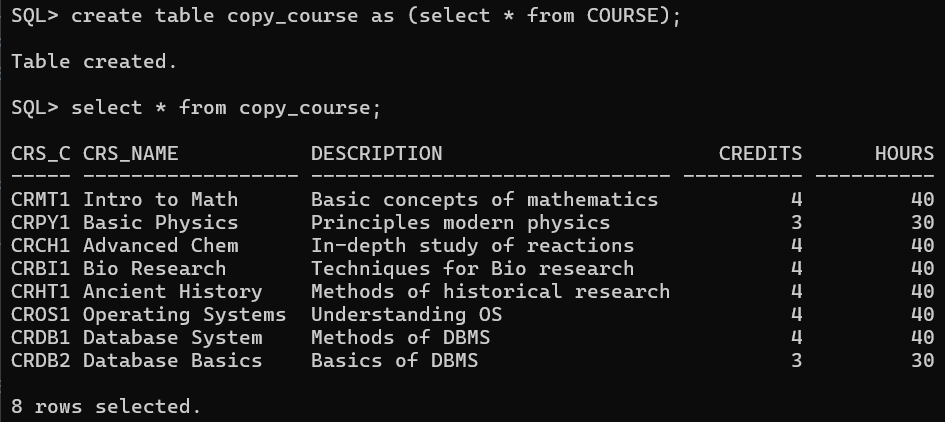 SQL> create table copy_course as (select * from COURSE);
Table created.
SQL> select * from copy_course;
CRS_C CRS_NAME           DESCRIPTION                       CREDITS      HOURS
----- ------------------ ------------------------------ ---------- ----------
CRMT1 Intro to Math      Basic concepts of mathematics           4         40
CRPY1 Basic Physics      Principles modern physics               3         30
CRCH1 Advanced Chem      In-depth study of reactions             4         40
CRBI1 Bio Research       Techniques for Bio research             4         40
CRHT1 Ancient History    Methods of historical research          4         40
CROS1 Operating Systems  Understanding OS                        4         40
CRDB1 Database System    Methods of DBMS                         4         40
CRDB2 Database Basics    Basics of DBMS                          3         30
8 rows selected.